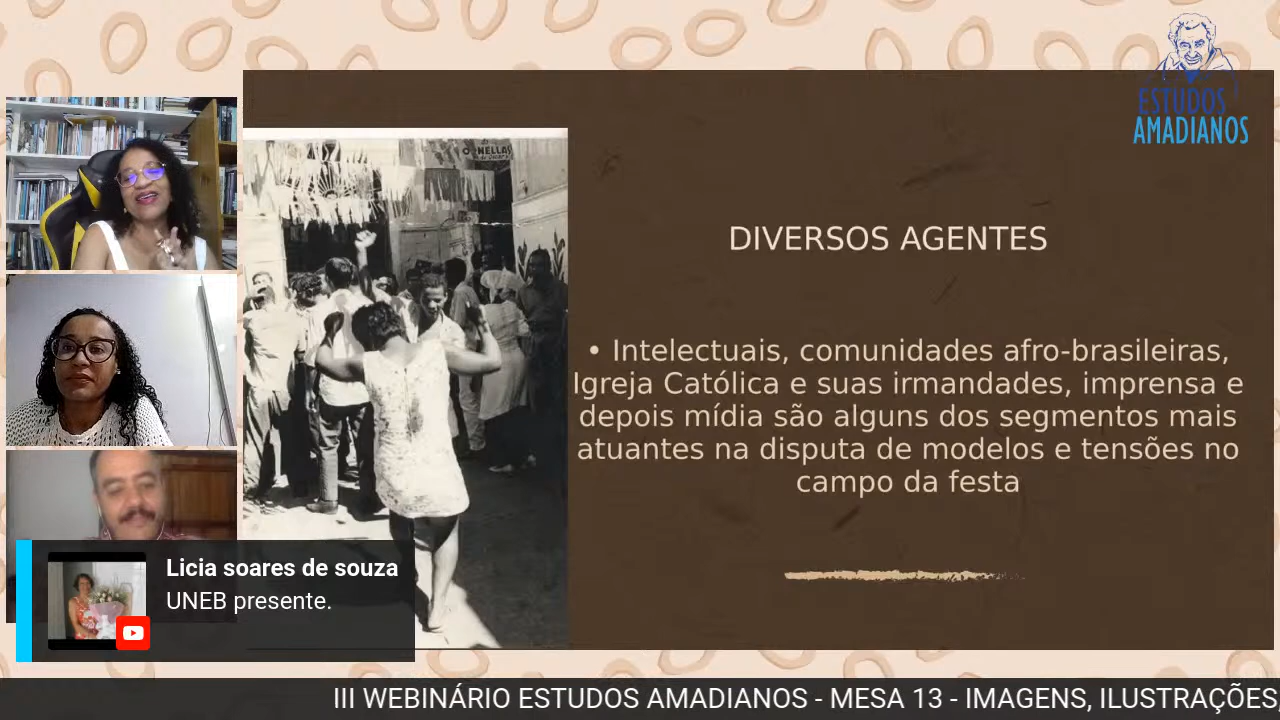 ESTUDOS
AMADIANOS
ORNELLAS
DIVERSOS AGENTES
• Intelectuais, comunidades afro-brasileiras,
Igreja Católica e suas irmandades, imprensa e
depois mídia são alguns dos segmentos mais
atuantes na disputa de modelos e tensões no
campo da festa
Licia soares de souza
UNEB presente.
III WEBINÁRIO ESTUDOS AMADIANOS - MESA 13 - IMAGENS, ILUSTRAÇÕES,